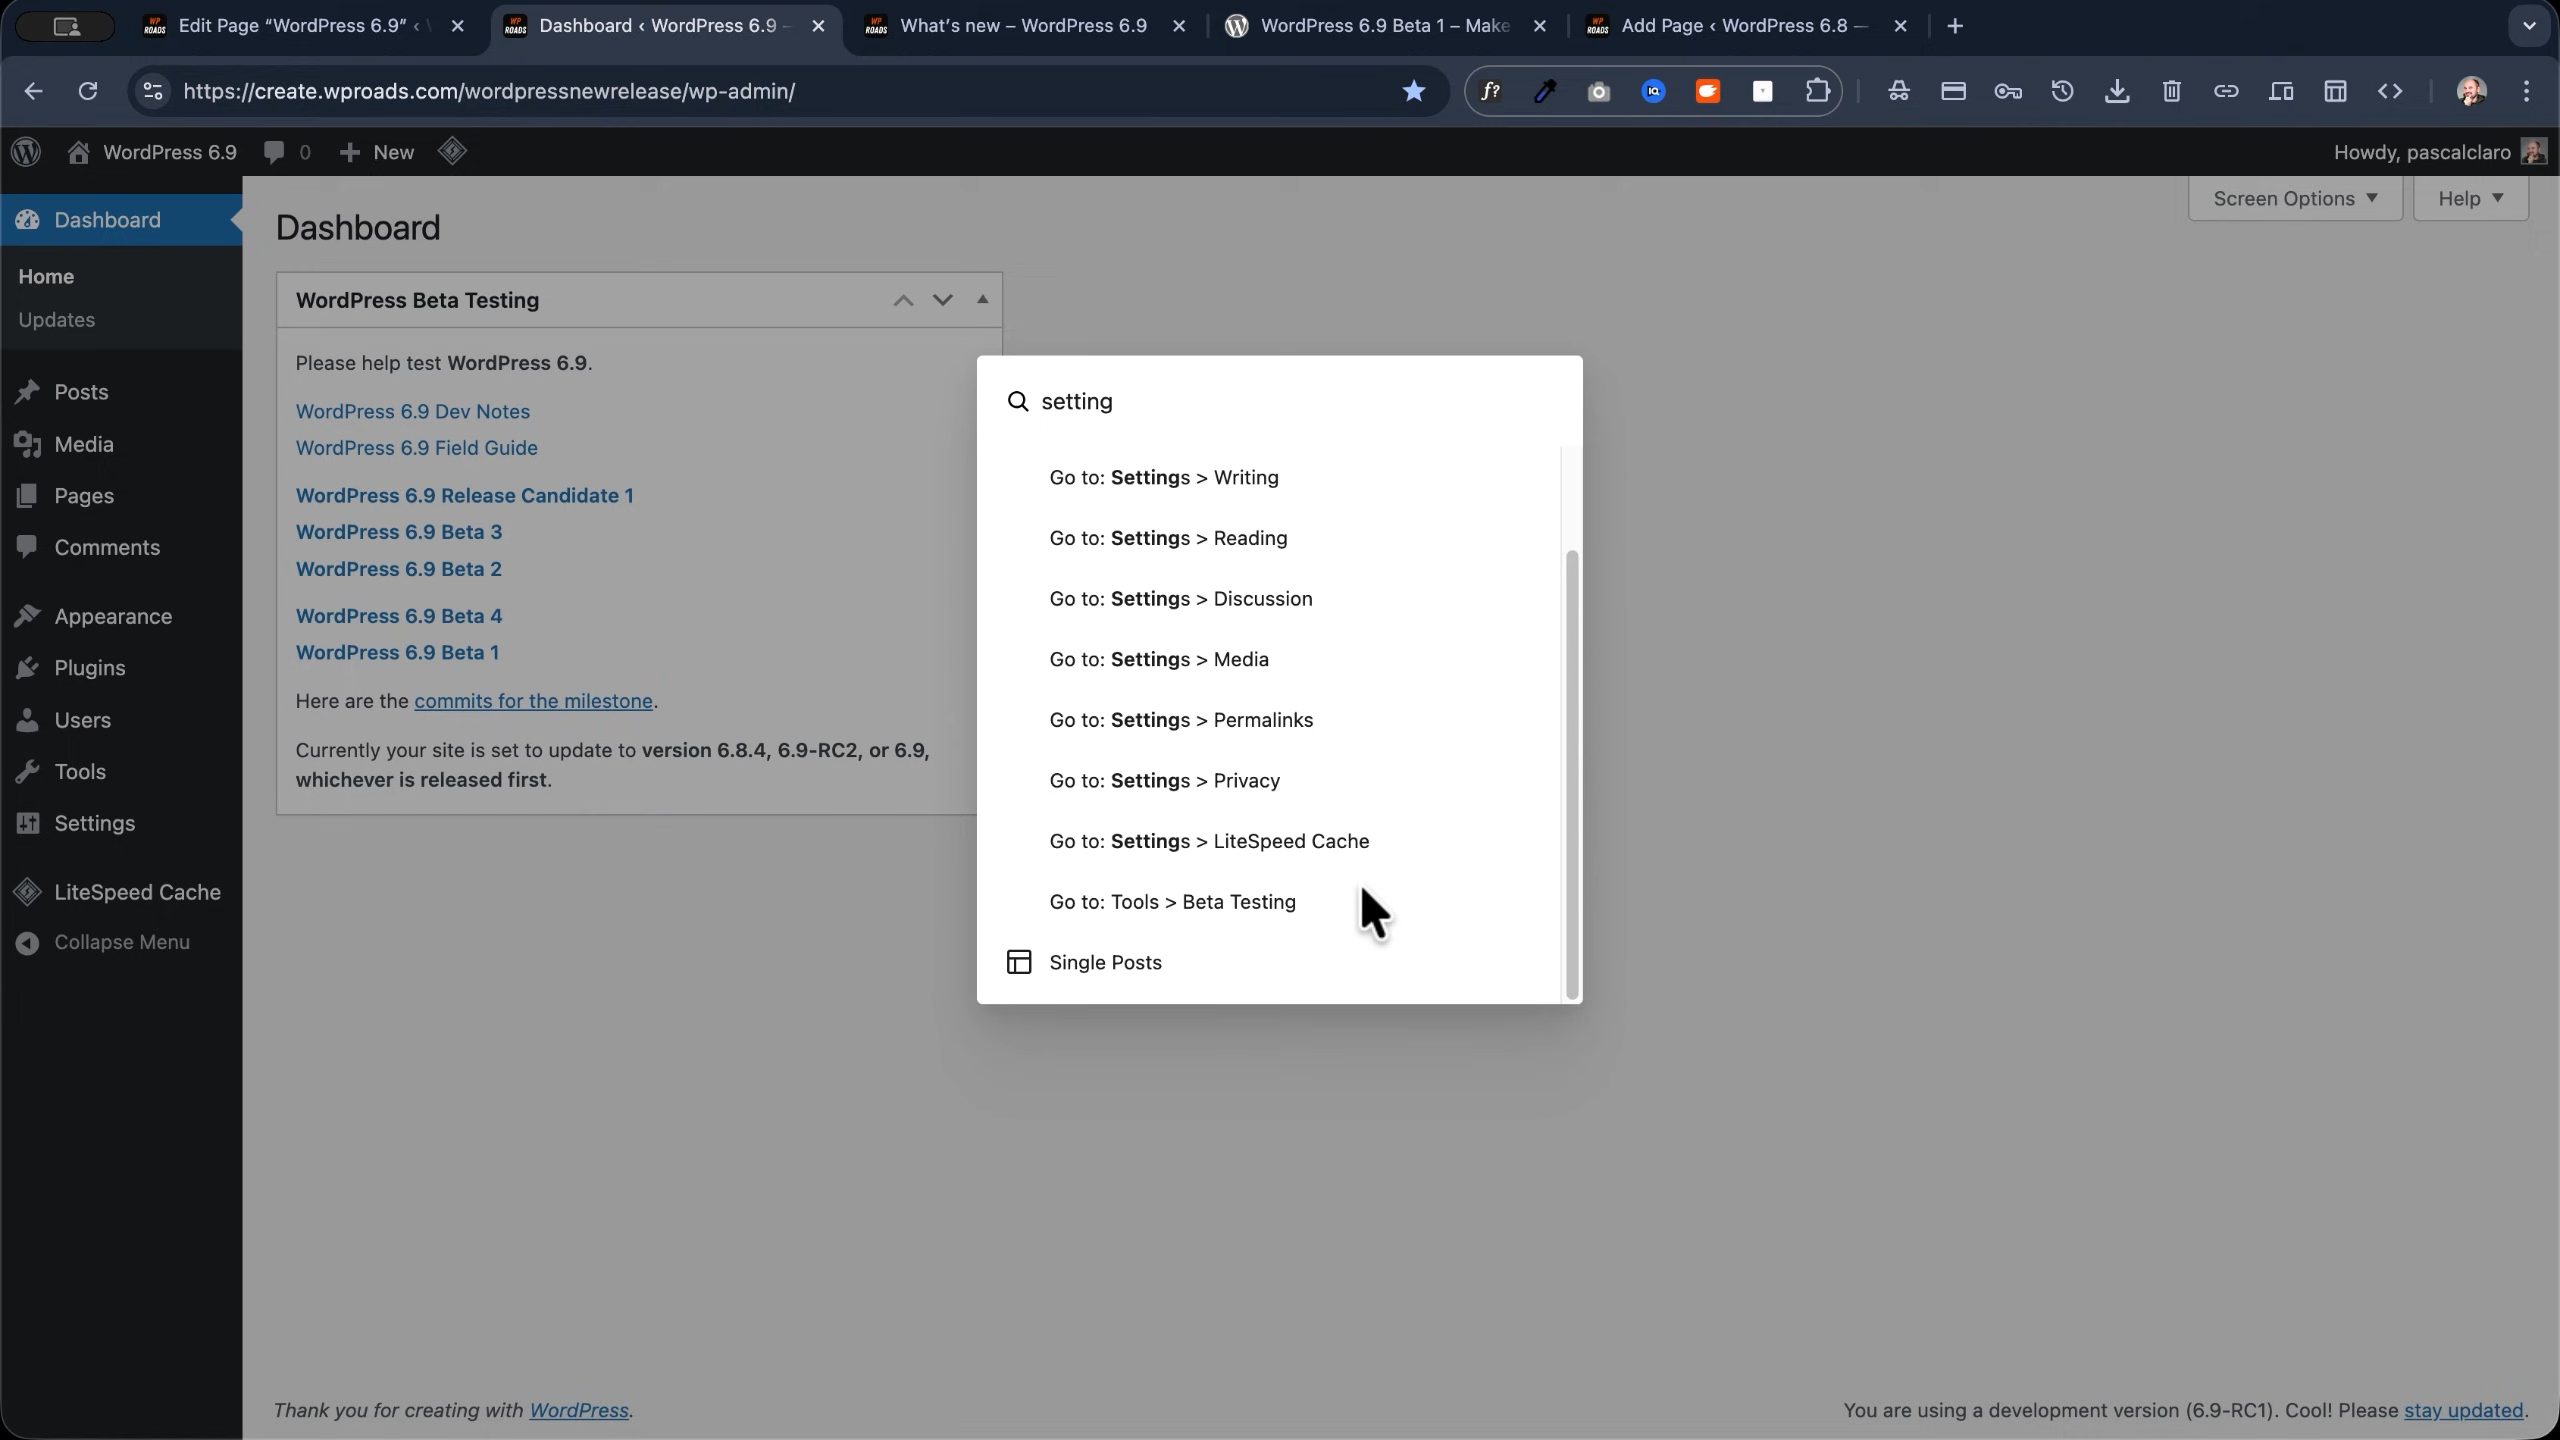 Edit Page “WordPress 6.9” ‹
Dashboard ‹ WordPress 6.9 –
What’s new – WordPress 6.9
WordPress 6.9 Beta 1 – Make
Add Page ‹ WordPress 6.8 —
https://create.wproads.com/wordpressnewrelease/wp-admin/
WordPress 6.9
0
New
Howdy, pascalclaro
Dashboard
Home
Updates
Posts
Media
Pages
Comments
Appearance
Plugins
Users
Tools
Settings
LiteSpeed Cache
Collapse Menu
Screen Options
Help
Dashboard
WordPress Beta Testing
Please help test WordPress 6.9.
WordPress 6.9 Dev Notes
WordPress 6.9 Field Guide
WordPress 6.9 Release Candidate 1
WordPress 6.9 Beta 3
WordPress 6.9 Beta 2
WordPress 6.9 Beta 4
WordPress 6.9 Beta 1
Here are the commits for the milestone.
Currently your site is set to update to version 6.8.4, 6.9-RC2, or 6.9,
whichever is released first.
setting
Go to: Settings > Writing
Go to: Settings > Reading
Go to: Settings > Discussion
Go to: Settings > Media
Go to: Settings > Permalinks
Go to: Settings > Privacy
Go to: Settings > LiteSpeed Cache
Go to: Tools > Beta Testing
Single Posts
Thank you for creating with WordPress.
You are using a development version (6.9-RC1). Cool! Please stay updated.